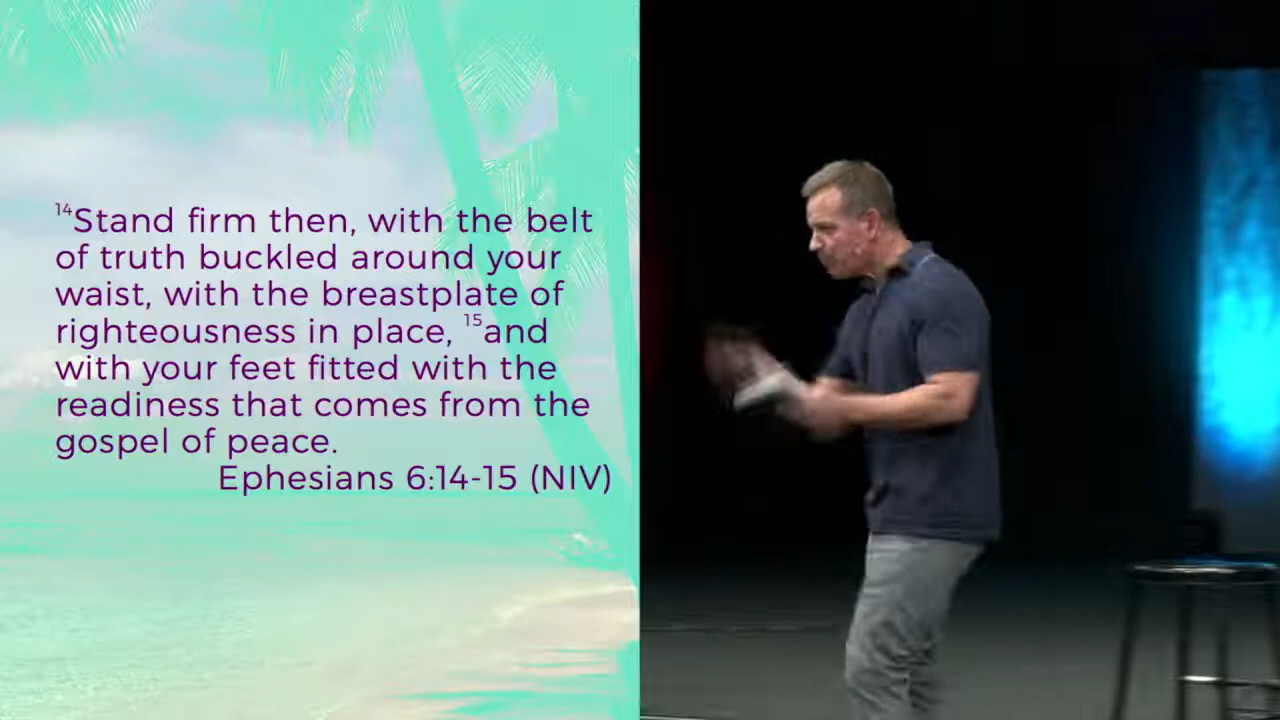 ¹⁴Stand firm then, with the belt
of truth buckled around your
waist, with the breastplate of
righteousness in place, ¹⁵and
with your feet fitted with the
readiness that comes from the
gospel of peace.
Ephesians 6:14-15 (NIV)